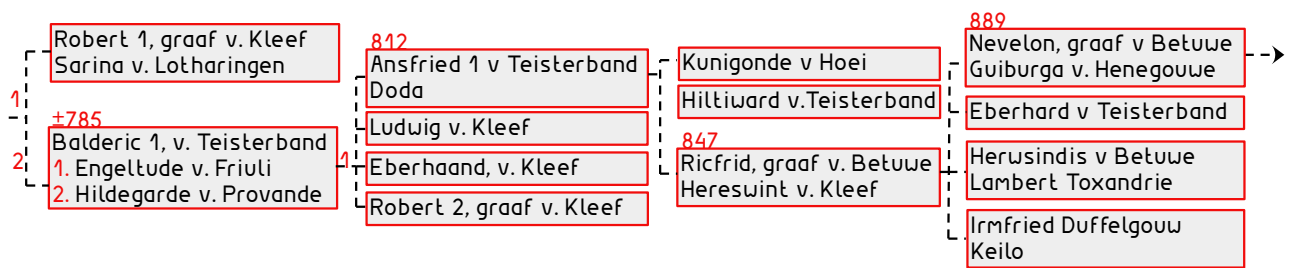 1
2
Robert 1, graaf v. Kleef
Sarina v. Lotharingen
±785
Balderic 1, v. Teisterband
1. Engeltude v. Friuli
2. Hildegarde v. Provande
1
812
Ansfried 1 v Teisterband
Doda
Ludwig v. Kleef
Eberhaand, v. Kleef
Robert 2, graaf v. Kleef
Kunigonde v Hoei
Hiltiward v.Teisterband
847
Ricfrid, graaf v. Betuwe
Hereswint v. Kleef
889
Nevelon, graaf v Betuwe
Guiburga v. Henegouwe
Eberhard v Teisterband
Herwsindis v Betuwe
Lambert Toxandrie
Irmfried Duffelgouw
Keilo